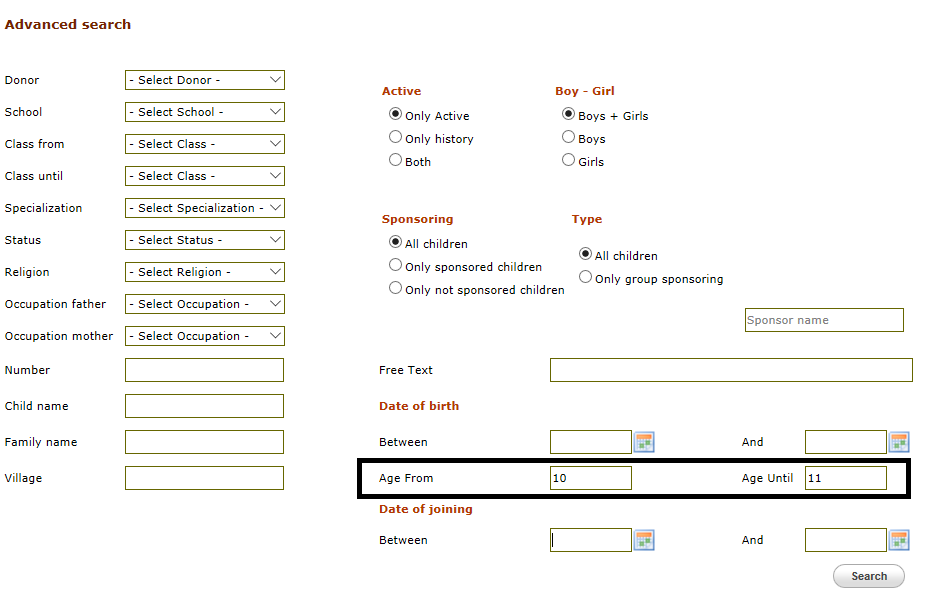 Advanced search
Donor - Select Donor -
School - Select School -
Class from - Select Class -
Class until - Select Class -
Specialization - Select Specialization -
Status - Select Status -
Religion - Select Religion -
Occupation father - Select Occupation -
Occupation mother - Select Occupation -
Number
Child name
Family name
Village
Active
Only Active
Only history
Both
Boy - Girl
Boys + Girls
Boys
Girls
Sponsoring
All children
Only sponsored children
Only not sponsored children
Type
All children
Only group sponsoring
Sponsor name
Free Text
Date of birth
Between And
Age From 10 Age Until 11
Date of joining
Between And
Search